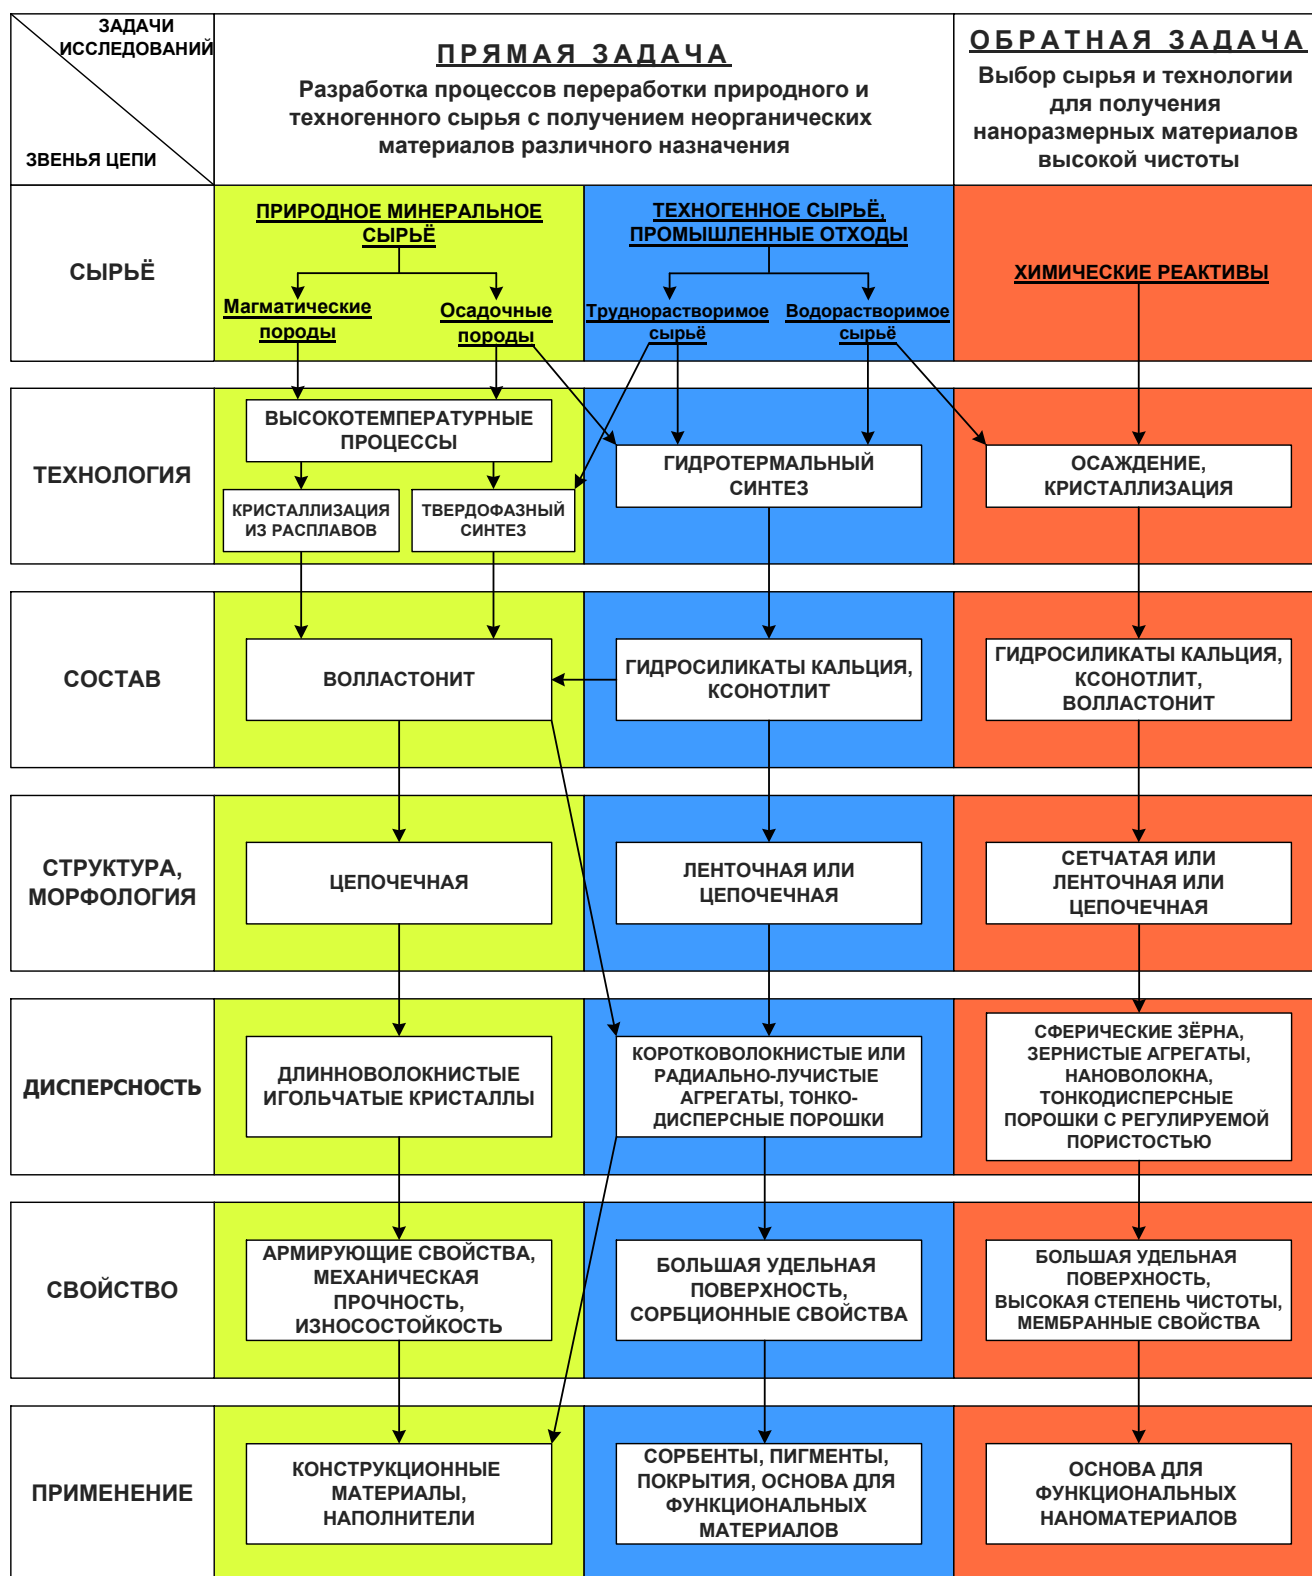 ЗАДАЧИ
ИССЛЕДОВАНИЙ
ЗВЕНЬЯ ЦЕПИ
ПРЯМАЯ ЗАДАЧА
Разработка процессов переработки природного и
техногенного сырья с получением неорганических
материалов различного назначения
ОБРАТНАЯ ЗАДАЧА
Выбор сырья и технологии
для получения
наноразмерных материалов
высокой чистоты
СЫРЬЁ
ПРИРОДНОЕ МИНЕРАЛЬНОЕ
СЫРЬЁ
Магматические
породы
Осадочные
породы
ТЕХНОГЕННОЕ СЫРЬЁ,
ПРОМЫШЛЕННЫЕ ОТХОДЫ
Труднорастворимое
сырьё
Водорастворимое
сырьё
ХИМИЧЕСКИЕ РЕАКТИВЫ
ТЕХНОЛОГИЯ
ВЫСОКОТЕМПЕРАТУРНЫЕ
ПРОЦЕССЫ
КРИСТАЛЛИЗАЦИЯ
ИЗ РАСПЛАВОВ
ТВЕРДОФАЗНЫЙ
СИНТЕЗ
ГИДРОТЕРМАЛЬНЫЙ
СИНТЕЗ
ОСАЖДЕНИЕ,
КРИСТАЛЛИЗАЦИЯ
СОСТАВ
ВОЛЛАСТОНИТ
ГИДРОСИЛИКАТЫ КАЛЬЦИЯ,
КСОНОТЛИТ
ГИДРОСИЛИКАТЫ КАЛЬЦИЯ,
КСОНОТЛИТ,
ВОЛЛАСТОНИТ
СТРУКТУРА,
МОРФОЛОГИЯ
ЦЕПОЧЕЧНАЯ
ЛЕНТОЧНАЯ ИЛИ
ЦЕПОЧЕЧНАЯ
СЕТЧАТАЯ ИЛИ
ЛЕНТОЧНАЯ ИЛИ
ЦЕПОЧЕЧНАЯ
ДИСПЕРСНОСТЬ
ДЛИННОВОЛОКНИСТЫЕ
ИГОЛЬЧАТЫЕ КРИСТАЛЛЫ
КОРОТКОВОЛОКНИСТЫЕ ИЛИ
РАДИАЛЬНО-ЛУЧИСТЫЕ
АГРЕГАТЫ, ТОНКО-
ДИСПЕРСНЫЕ ПОРОШКИ
СФЕРИЧЕСКИЕ ЗЁРНА,
ЗЕРНИСТЫЕ АГРЕГАТЫ,
НАНОВОЛОКНА,
ТОНКОДИСПЕРСНЫЕ
ПОРОШКИ С РЕГУЛИРУЕМОЙ
ПОРИСТОСТЬЮ
СВОЙСТВО
АРМИРУЮЩИЕ СВОЙСТВА,
МЕХАНИЧЕСКАЯ
ПРОЧНОСТЬ,
ИЗНОСОСТОЙКОСТЬ
БОЛЬШАЯ УДЕЛЬНАЯ
ПОВЕРХНОСТЬ,
СОРБЦИОННЫЕ СВОЙСТВА
БОЛЬШАЯ УДЕЛЬНАЯ
ПОВЕРХНОСТЬ,
ВЫСОКАЯ СТЕПЕНЬ ЧИСТОТЫ,
МЕМБРАННЫЕ СВОЙСТВА
ПРИМЕНЕНИЕ
КОНСТРУКЦИОННЫЕ
МАТЕРИАЛЫ,
НАПОЛНИТЕЛИ
СОРБЕНТЫ, ПИГМЕНТЫ,
ПОКРЫТИЯ, ОСНОВА ДЛЯ
ФУНКЦИОНАЛЬНЫХ
МАТЕРИАЛОВ
ОСНОВА ДЛЯ
ФУНКЦИОНАЛЬНЫХ
НАНОМАТЕРИАЛОВ